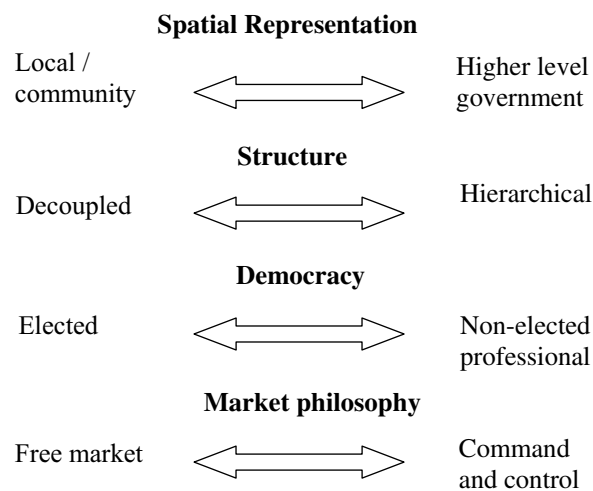 Spatial Representation
Local /
community
Higher level
government
Structure
Decoupled
Hierarchical
Democracy
Elected
Non-elected
professional
Market philosophy
Free market
Command
and control